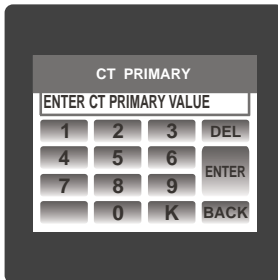 CT PRIMARY
ENTER CT PRIMARY VALUE
1 2 3 DEL
4 5 6 ENTER
7 8 9
0 K BACK